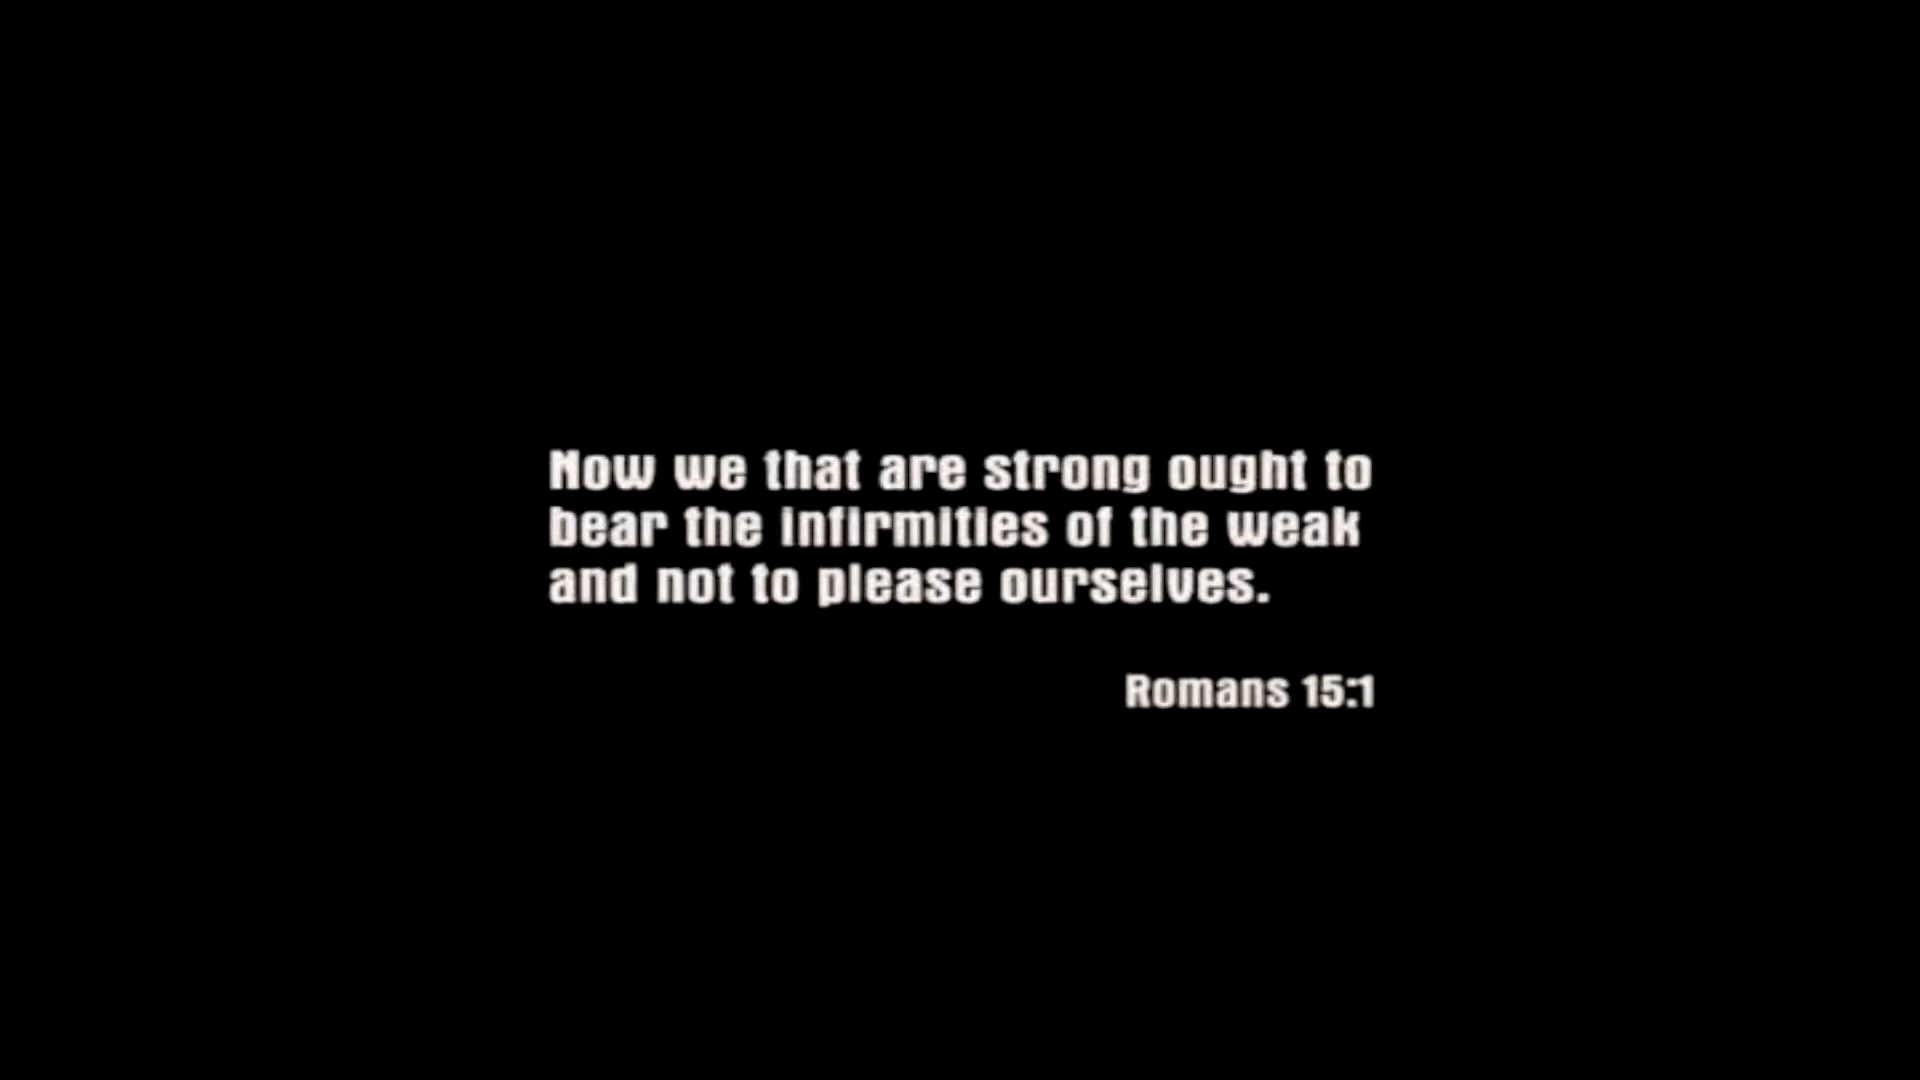 Now we that are strong ought to
bear the infirmities of the weak
and not to please ourselves.
Romans 15:1